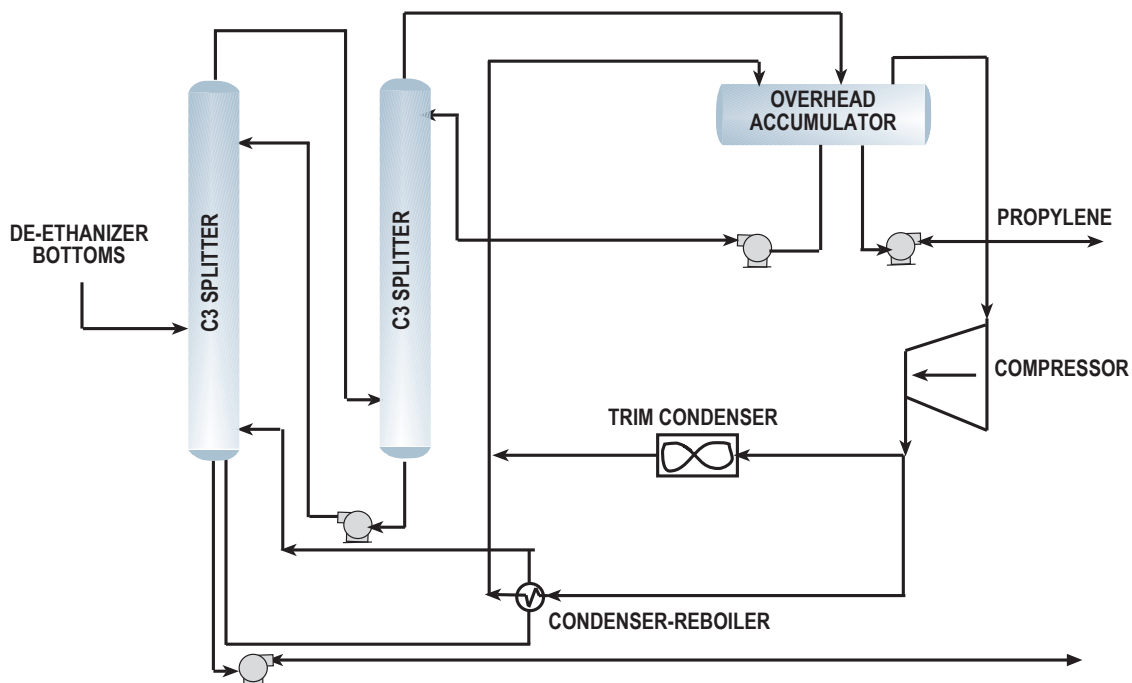 OVERHEAD
ACCUMULATOR
DE-ETHANIZER
BOTTOMS
C3 SPLITTER
C3 SPLITTER
PROPYLENE
COMPRESSOR
TRIM CONDENSER
CONDENSER-REBOILER